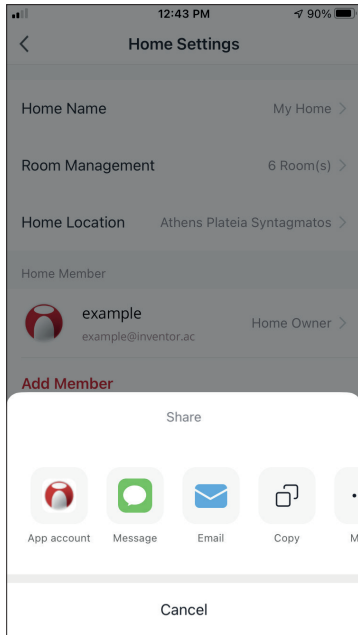 12:43 PM 90%
Home Settings
Home Name My Home
Room Management 6 Room(s)
Home Location Athens Plateia Syntagmatos
Home Member
example
example@inventor.ac Home Owner
Add Member
Share
App account Message Email Copy M
Cancel